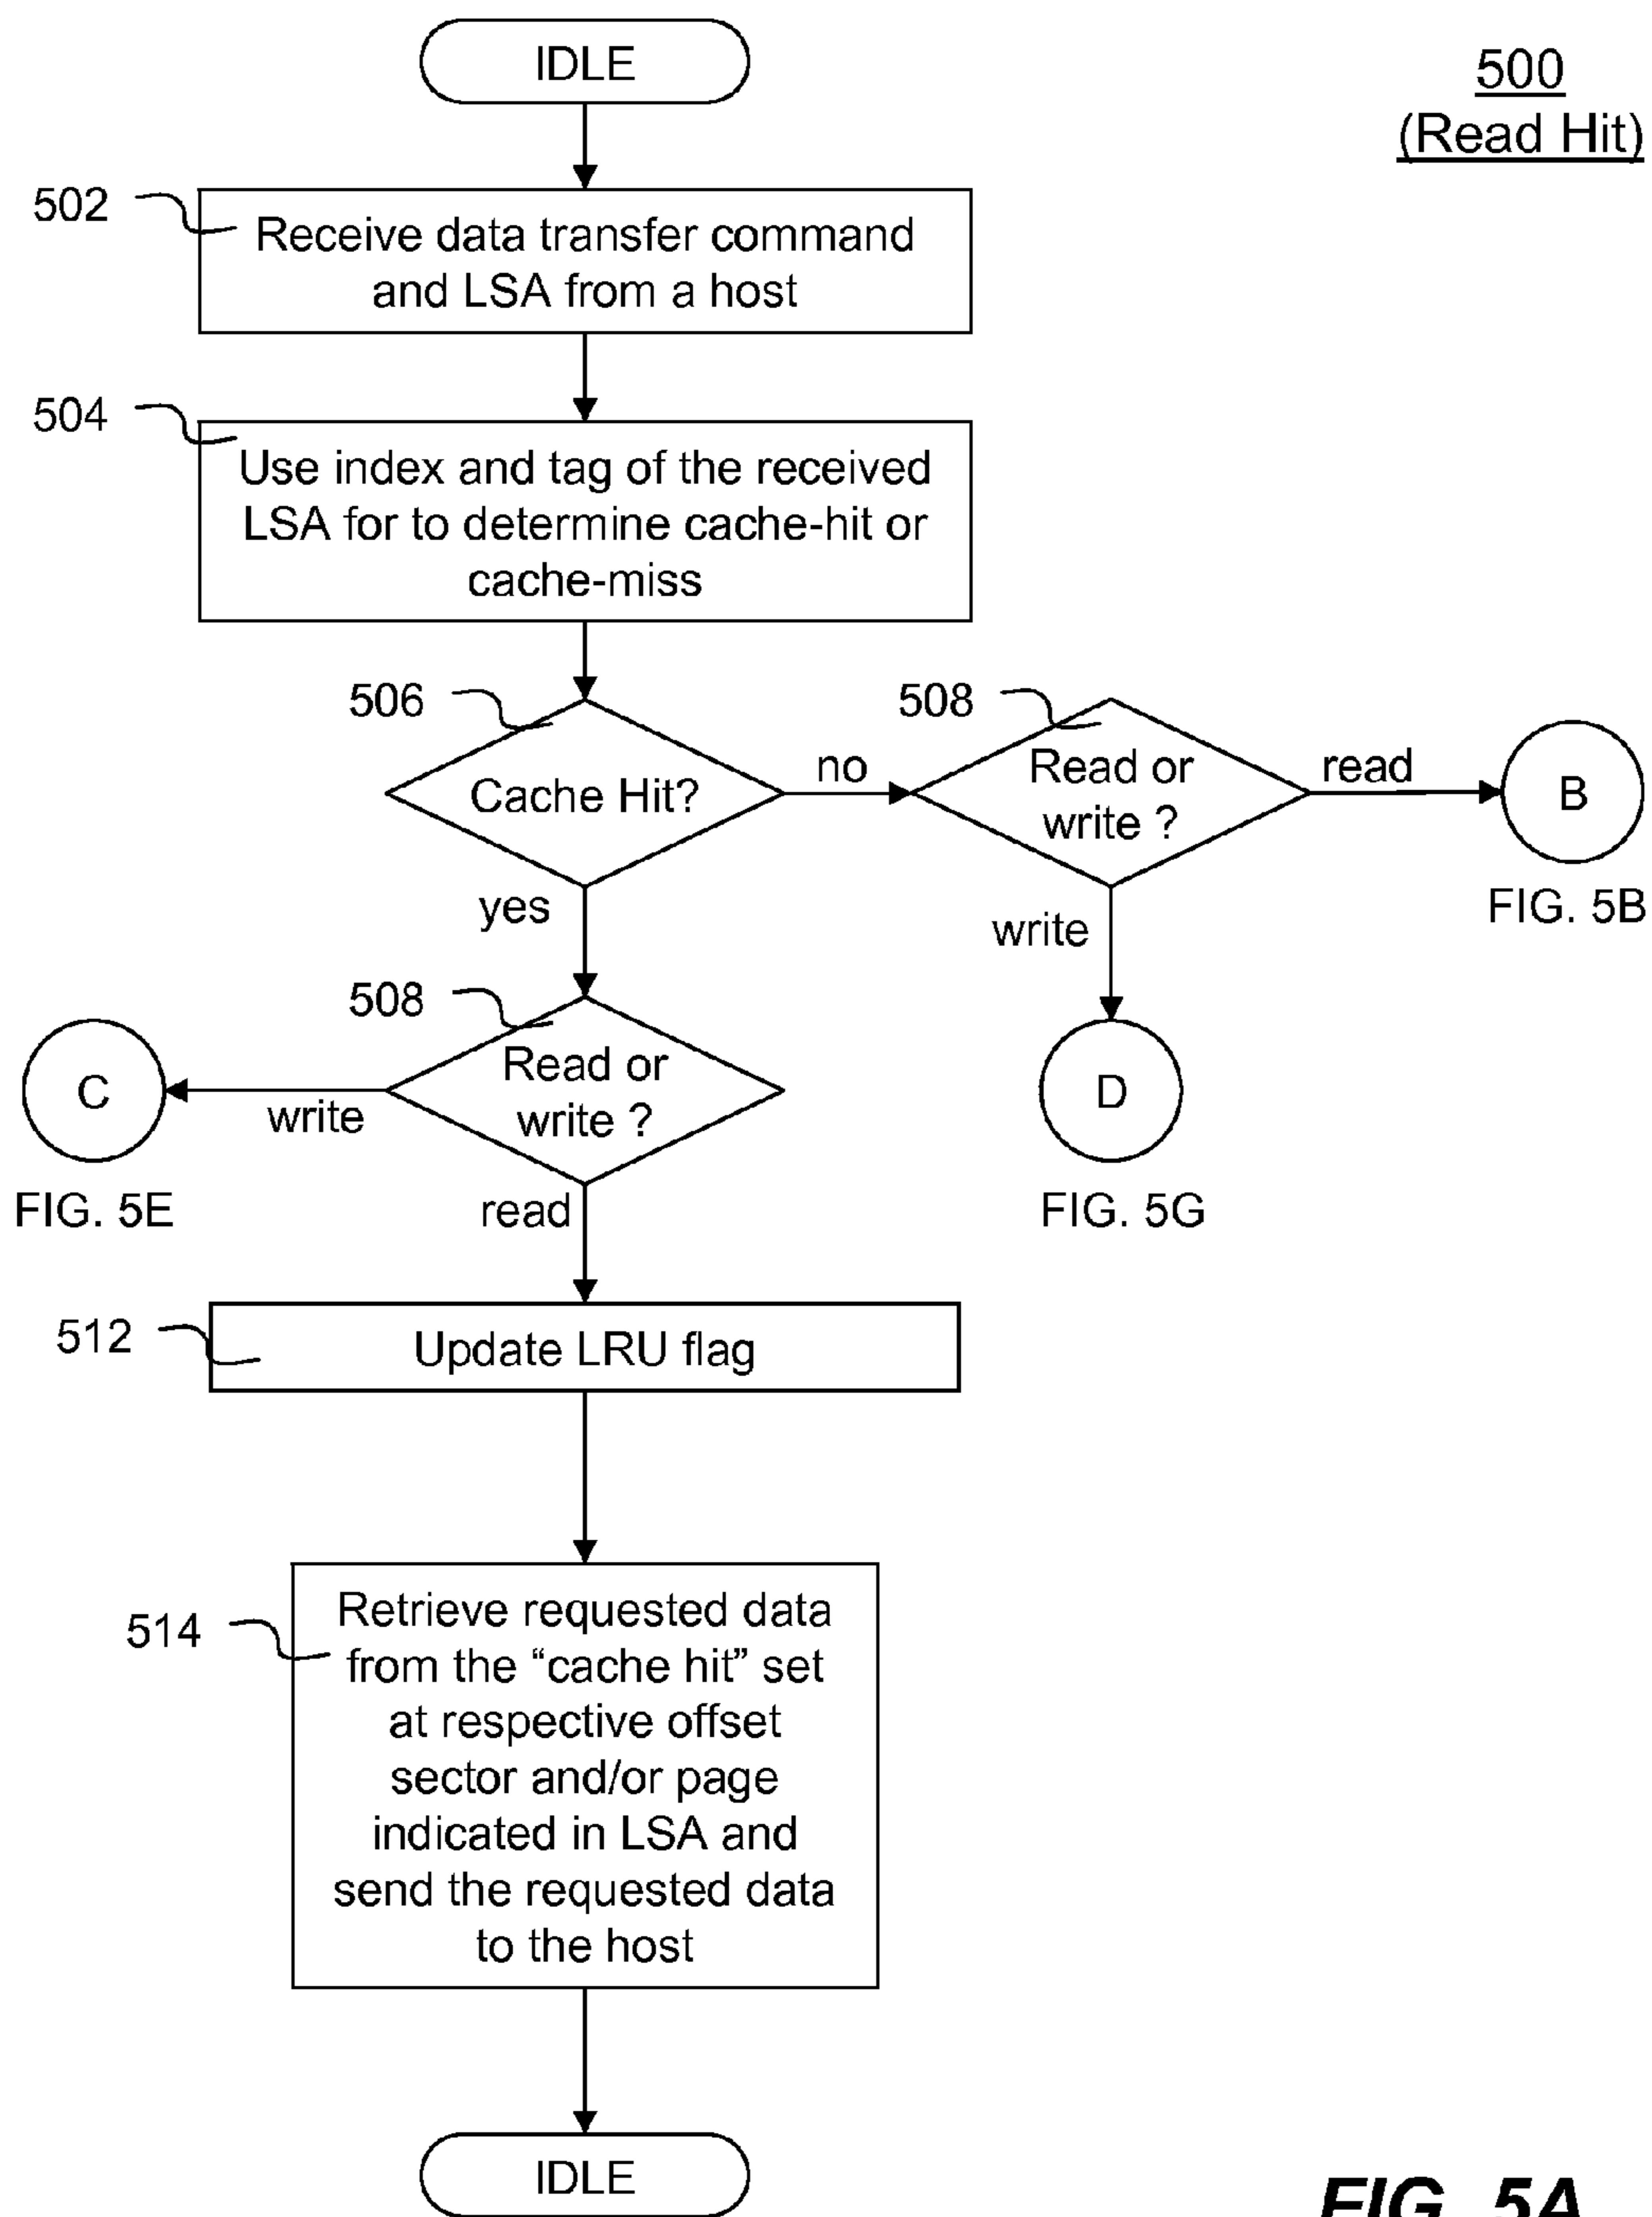 IDLE
500
(Read Hit)
502
Receive data transfer command
and LSA from a host
504
Use index and tag of the received
LSA for to determine cache-hit or
cache-miss
506
Cache Hit?
no
508
Read or
write ?
read
B
FIG. 5B
yes
write
D
FIG. 5G
508
Read or
write ?
write
C
FIG. 5E
read
512
Update LRU flag
514
Retrieve requested data
from the “cache hit” set
at respective offset
sector and/or page
indicated in LSA and
send the requested data
to the host
IDLE
FIG. 5A